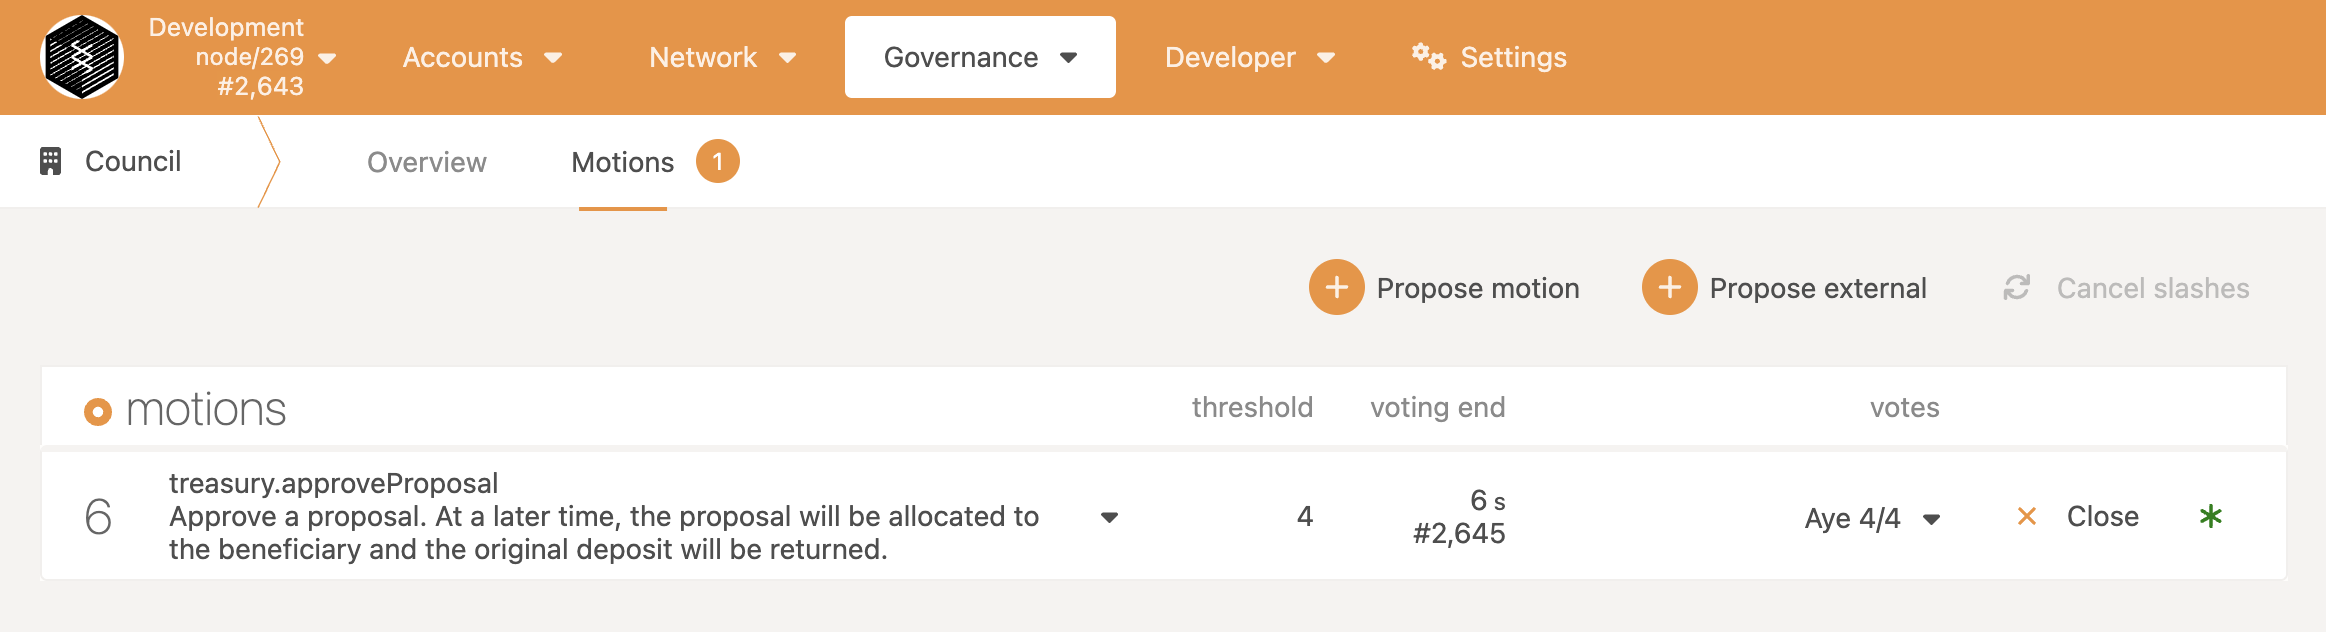 Development
node/269
#2,643
Accounts
Network
Governance
Developer
Settings
Council
Overview
Motions
1
Propose motion
Propose external
Cancel slashes
motions
threshold
voting end
votes
6
treasury.approveProposal
Approve a proposal. At a later time, the proposal will be allocated to
the beneficiary and the original deposit will be returned.
4
6 s
#2,645
Aye 4/4
Close